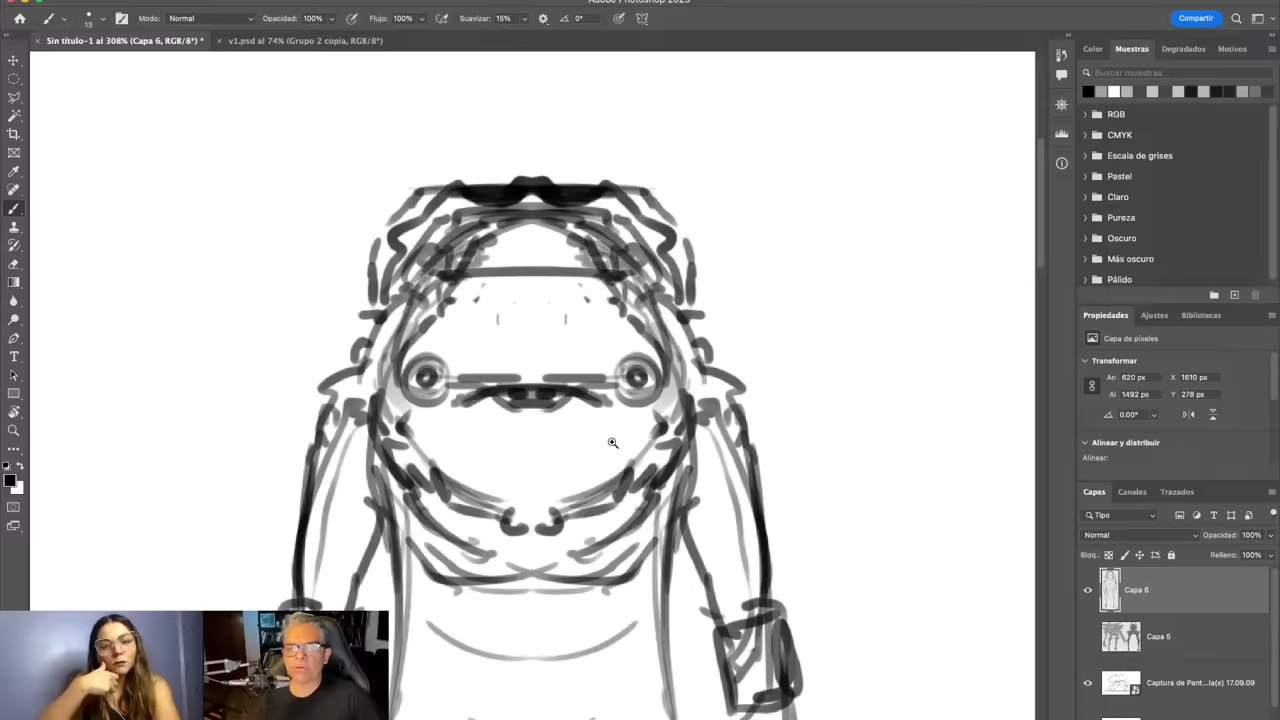 Adobe Photoshop 2025
13 Modo: Normal Opacidad: 100% Flujo: 100% Suavizar: 15% 0° Compartir
× Sin título-1 al 308% (Capa 6, RGB/8*) * × v1.psd al 74% (Grupo 2 copia, RGB/8*)
Color Muestras Degradados Motivos
Buscar muestras
RGB
CMYK
Escala de grises
Pastel
Claro
Pureza
Oscuro
Más oscuro
Pálido
Propiedades Ajustes Bibliotecas
Capa de píxeles
Transformar
An 620 px X 1610 px
Al 1492 px Y 278 px
0.00°
Alinear y distribuir
Alinear:
Capas Canales Trazados
Tipo
Normal Opacidad: 100%
Bloq.: Relleno: 100%
Capa 6
Capa 5
Captura de Pant...la(s) 17.09.09